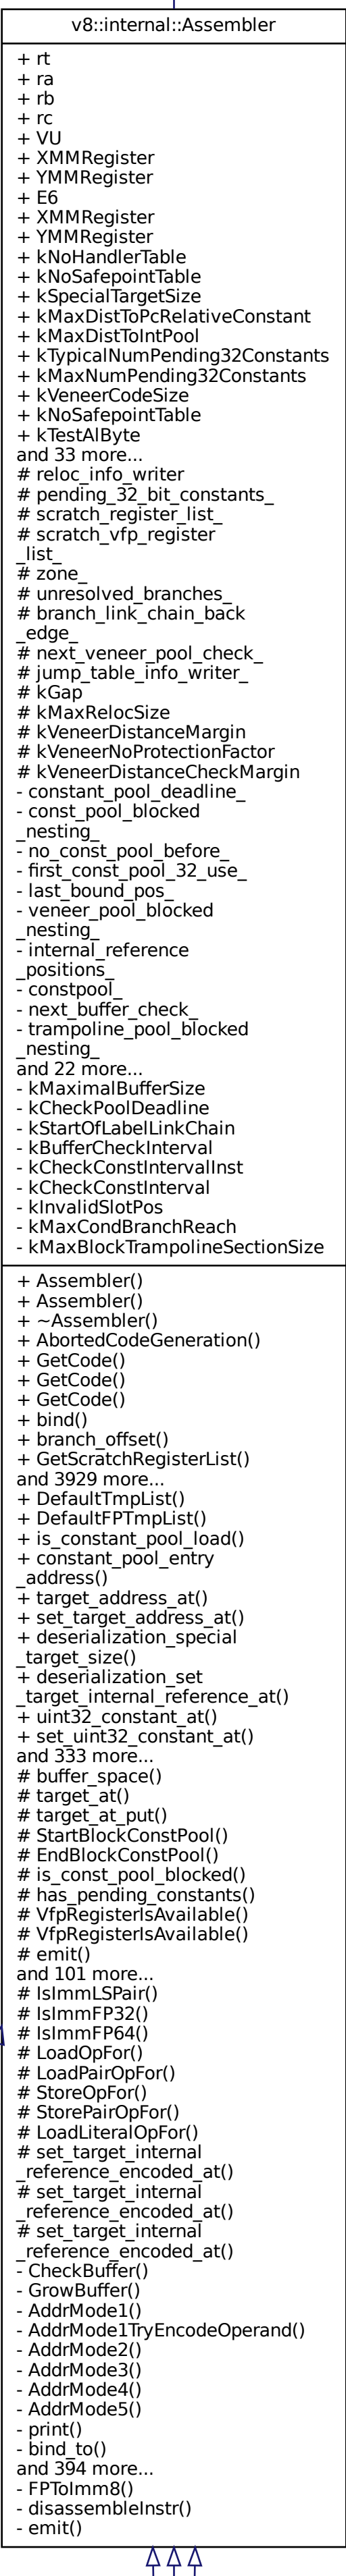 v8::internal::Assembler
+ rt
+ ra
+ rb
+ rc
+ VU
+ XMMRegister
+ YMMRegister
+ E6
+ XMMRegister
+ YMMRegister
+ kNoHandlerTable
+ kNoSafepointTable
+ kSpecialTargetSize
+ kMaxDistToPcRelativeConstant
+ kMaxDistToIntPool
+ kTypicalNumPending32Constants
+ kMaxNumPending32Constants
+ kVeneerCodeSize
+ kNoSafepointTable
+ kTestAlByte
and 33 more...
# reloc_info_writer
# pending_32_bit_constants_
# scratch_register_list_
# scratch_vfp_register
_list_
# zone_
# unresolved_branches_
# branch_link_chain_back
_edge_
# next_veneer_pool_check_
# jump_table_info_writer_
# kGap
# kMaxRelocSize
# kVeneerDistanceMargin
# kVeneerNoProtectionFactor
# kVeneerDistanceCheckMargin
- constant_pool_deadline_
- const_pool_blocked
_nesting_
- no_const_pool_before_
- first_const_pool_32_use_
- last_bound_pos_
- veneer_pool_blocked
_nesting_
- internal_reference
_positions_
- constpool_
- next_buffer_check_
- trampoline_pool_blocked
_nesting_
and 22 more...
- kMaximalBufferSize
- kCheckPoolDeadline
- kStartOfLabelLinkChain
- kBufferCheckInterval
- kCheckConstIntervalInst
- kCheckConstInterval
- kInvalidSlotPos
- kMaxCondBranchReach
- kMaxBlockTrampolineSectionSize
+ Assembler()
+ Assembler()
+ ~Assembler()
+ AbortedCodeGeneration()
+ GetCode()
+ GetCode()
+ GetCode()
+ bind()
+ branch_offset()
+ GetScratchRegisterList()
and 3929 more...
+ DefaultTmpList()
+ DefaultFPTmpList()
+ is_constant_pool_load()
+ constant_pool_entry
_address()
+ target_address_at()
+ set_target_address_at()
+ deserialization_special
_target_size()
+ deserialization_set
_target_internal_reference_at()
+ uint32_constant_at()
+ set_uint32_constant_at()
and 333 more...
# buffer_space()
# target_at()
# target_at_put()
# StartBlockConstPool()
# EndBlockConstPool()
# is_const_pool_blocked()
# has_pending_constants()
# VfpRegisterIsAvailable()
# VfpRegisterIsAvailable()
# emit()
and 101 more...
# IsImmLSPair()
# IsImmFP32()
# IsImmFP64()
# LoadOpFor()
# LoadPairOpFor()
# StoreOpFor()
# StorePairOpFor()
# LoadLiteralOpFor()
# set_target_internal
_reference_encoded_at()
# set_target_internal
_reference_encoded_at()
# set_target_internal
_reference_encoded_at()
- CheckBuffer()
- GrowBuffer()
- AddrMode1()
- AddrMode1TryEncodeOperand()
- AddrMode2()
- AddrMode3()
- AddrMode4()
- AddrMode5()
- print()
- bind_to()
and 394 more...
- FPToImm8()
- disassembleInstr()
- emit()